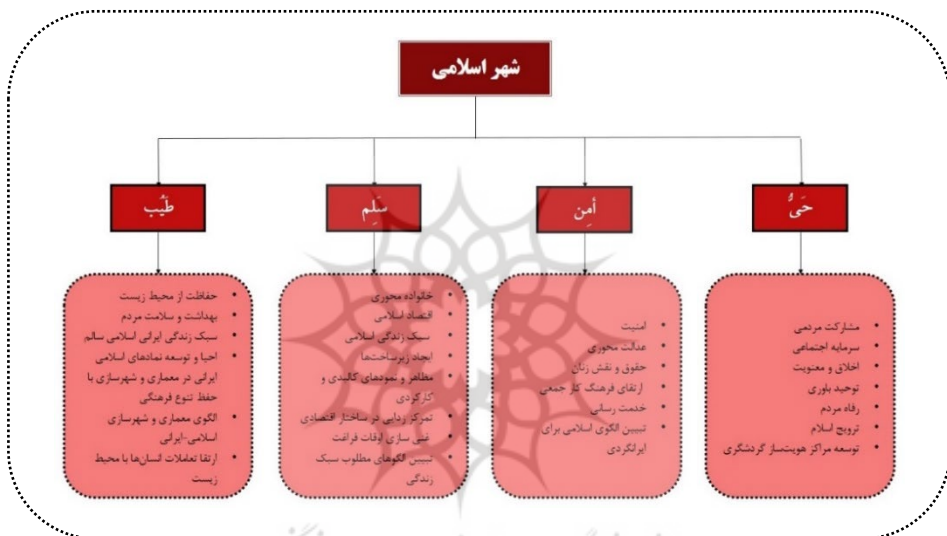 شهر اسلامی
حَیُّ
أمِن
سَلِم
طَیِّب
• مشارکت مردمی
• سرمایه اجتماعی
• اخلاق و معنویت
• توحید باوری
• رفاه مردم
• ترویج اسلام
• توسعه مراکز هویت‌ساز گردشگری
• امنیت
• عدالت محوری
• حقوق و نقش زنان
• ارتقای فرهنگ کار جمعی
• خدمت رسانی
• تبیین الگوی اسلامی برای
ایرانگردی
• خانواده محوری
• اقتصاد اسلامی
• سبک زندگی اسلامی
• ایجاد زیرساخت‌ها
• مظاهر و نمودهای کالبدی و
کارکردی
• تمرکز زدایی در ساختار اقتصادی
• غنی سازی اوقات فراغت
• تبیین الگوهای مطلوب سبک
زندگی
• حفاظت از محیط زیست
• بهداشت و سلامت مردم
• سبک زندگی ایرانی اسلامی سالم
• احیا و توسعه نمادهای اسلامی
ایرانی در معماری و شهرسازی با
حفظ تنوع فرهنگی
• الگوی معماری و شهرسازی
اسلامی-ایرانی
• ارتقا تعاملات انسان‌ها با محیط
زیست